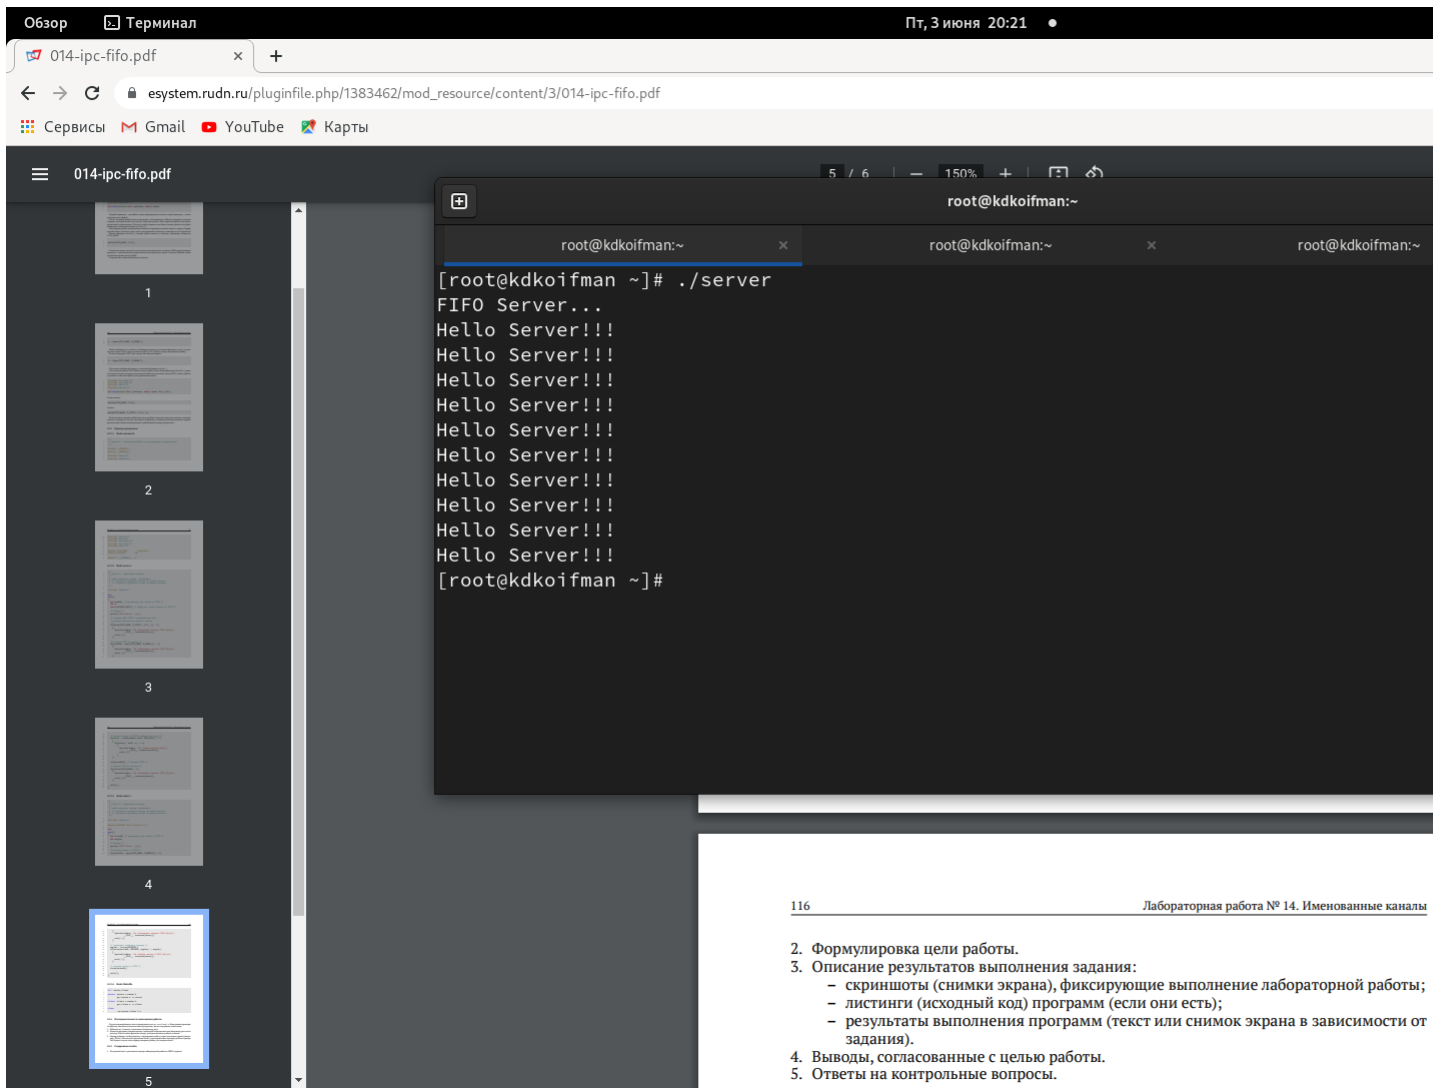 Обзор Терминал Пт, 3 июня 20:21
014-ipc-fifo.pdf
esystem.rudn.ru/pluginfile.php/1383462/mod_resource/content/3/014-ipc-fifo.pdf
Сервисы Gmail YouTube Карты
014-ipc-fifo.pdf 5 / 6 150%
root@kdkoifman:~
root@kdkoifman:~ root@kdkoifman:~ root@kdkoifman:~
[root@kdkoifman ~]# ./server
FIFO Server...
Hello Server!!!
Hello Server!!!
Hello Server!!!
Hello Server!!!
Hello Server!!!
Hello Server!!!
Hello Server!!!
Hello Server!!!
Hello Server!!!
Hello Server!!!
[root@kdkoifman ~]#
1
2
3
4
5
116 Лабораторная работа № 14. Именованные каналы
2. Формулировка цели работы.
3. Описание результатов выполнения задания:
– скриншоты (снимки экрана), фиксирующие выполнение лабораторной работы;
– листинги (исходный код) программ (если они есть);
– результаты выполнения программ (текст или снимок экрана в зависимости от
задания).
4. Выводы, согласованные с целью работы.
5. Ответы на контрольные вопросы.